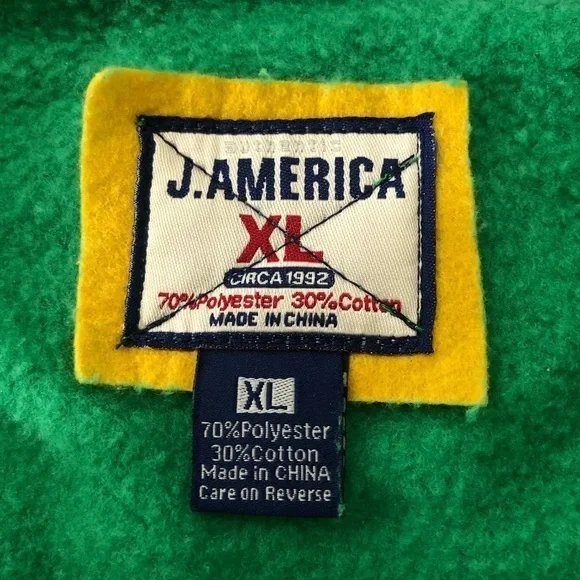 authentic
J.AMERICA
XL
CIRCA 1992
70%Polyester 30%Cotton
MADE IN CHINA
XL
70%Polyester
30%Cotton
Made in CHINA
Care on Reverse